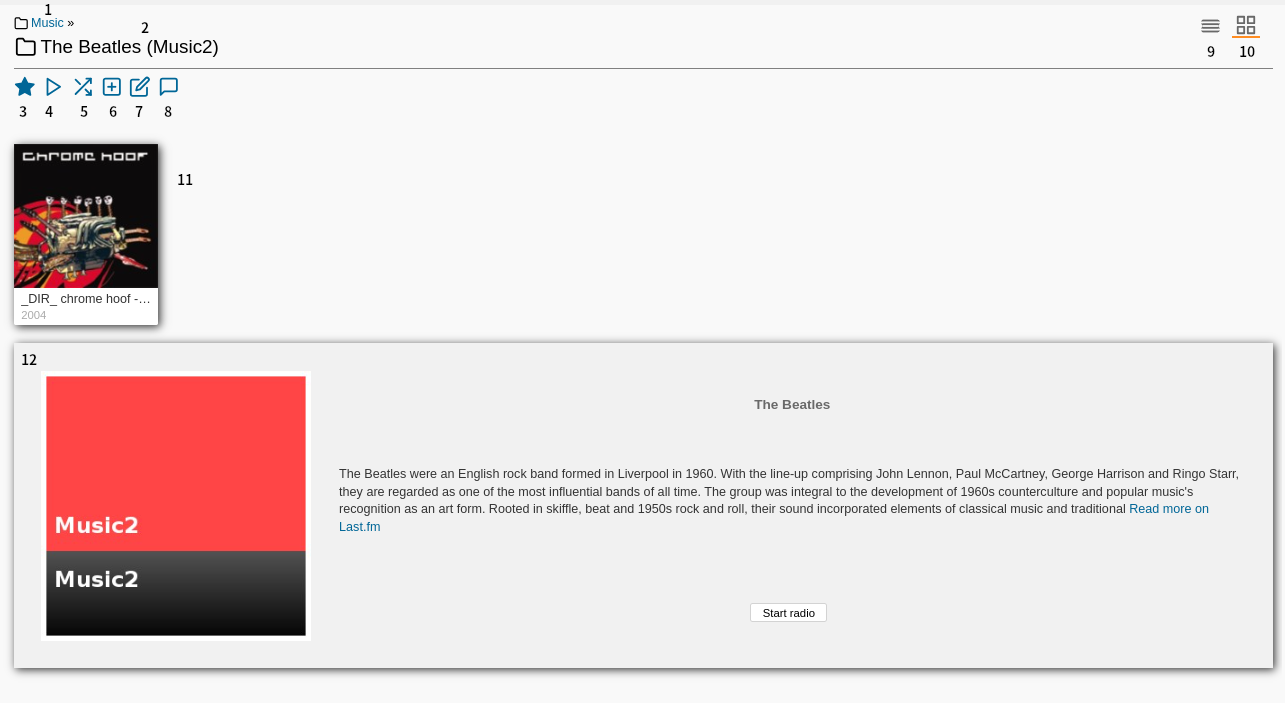 1
Music »
2
The Beatles (Music2)
9 10
3 4 5 6 7 8
chrome hoof
11
_DIR_ chrome hoof -...
2004
12
Music2
Music2
The Beatles
The Beatles were an English rock band formed in Liverpool in 1960. With the line-up comprising John Lennon, Paul McCartney, George Harrison and Ringo Starr,
they are regarded as one of the most influential bands of all time. The group was integral to the development of 1960s counterculture and popular music's
recognition as an art form. Rooted in skiffle, beat and 1950s rock and roll, their sound incorporated elements of classical music and traditional Read more on
Last.fm
Start radio